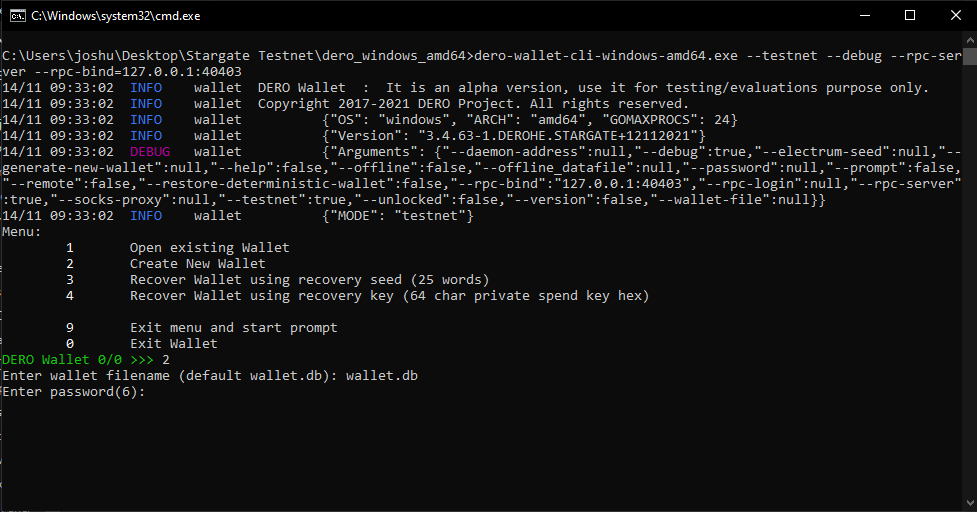 C:\Windows\system32\cmd.exe
C:\Users\joshu\Desktop\Stargate Testnet\dero_windows_amd64>dero-wallet-cli-windows-amd64.exe --testnet --debug --rpc-ser
ver --rpc-bind=127.0.0.1:40403
14/11 09:33:02  INFO    wallet  DERO Wallet  :  It is an alpha version, use it for testing/evaluations purpose only.
14/11 09:33:02  INFO    wallet  Copyright 2017-2021 DERO Project. All rights reserved.
14/11 09:33:02  INFO    wallet          {"OS": "windows", "ARCH": "amd64", "GOMAXPROCS": 24}
14/11 09:33:02  INFO    wallet          {"Version": "3.4.63-1.DEROHE.STARGATE+12112021"}
14/11 09:33:02  DEBUG   wallet          {"Arguments": {"--daemon-address":null,"--debug":true,"--electrum-seed":null,"--
generate-new-wallet":null,"--help":false,"--offline":false,"--offline_datafile":null,"--password":null,"--prompt":false,
"--remote":false,"--restore-deterministic-wallet":false,"--rpc-bind":"127.0.0.1:40403","--rpc-login":null,"--rpc-server"
:true,"--socks-proxy":null,"--testnet":true,"--unlocked":false,"--version":false,"--wallet-file":null}}
14/11 09:33:02  INFO    wallet          {"MODE": "testnet"}
Menu:
1       Open existing Wallet
2       Create New Wallet
3       Recover Wallet using recovery seed (25 words)
4       Recover Wallet using recovery key (64 char private spend key hex)
9       Exit menu and start prompt
0       Exit Wallet
DERO Wallet 0/0 >>> 2
Enter wallet filename (default wallet.db): wallet.db
Enter password(6):